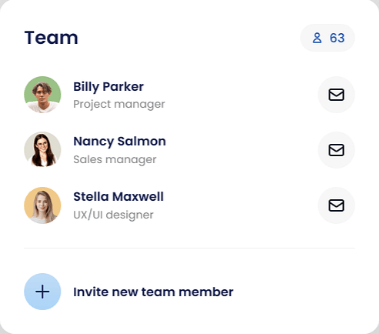 Team
63
Billy Parker
Project manager
Nancy Salmon
Sales manager
Stella Maxwell
UX/UI designer
Invite new team member